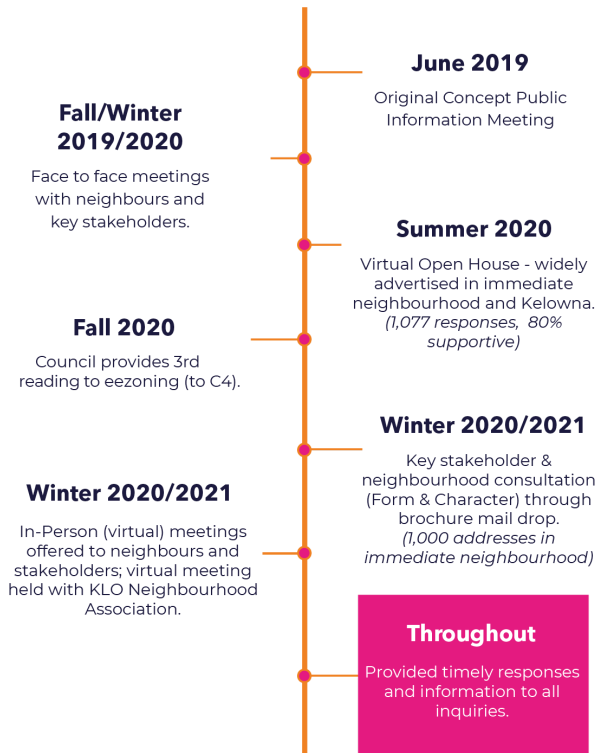 June 2019
Original Concept Public
Information Meeting
Fall/Winter
2019/2020
Face to face meetings
with neighbours and
key stakeholders.
Summer 2020
Virtual Open House - widely
advertised in immediate
neighbourhood and Kelowna.
(1,077 responses, 80%
supportive)
Fall 2020
Council provides 3rd
reading to eezoning (to C4).
Winter 2020/2021
Key stakeholder &
neighbourhood consultation
(Form & Character) through
brochure mail drop.
(1,000 addresses in
immediate neighbourhood)
Winter 2020/2021
In-Person (virtual) meetings
offered to neighbours and
stakeholders; virtual meeting
held with KLO Neighbourhood
Association.
Throughout
Provided timely responses
and information to all
inquiries.